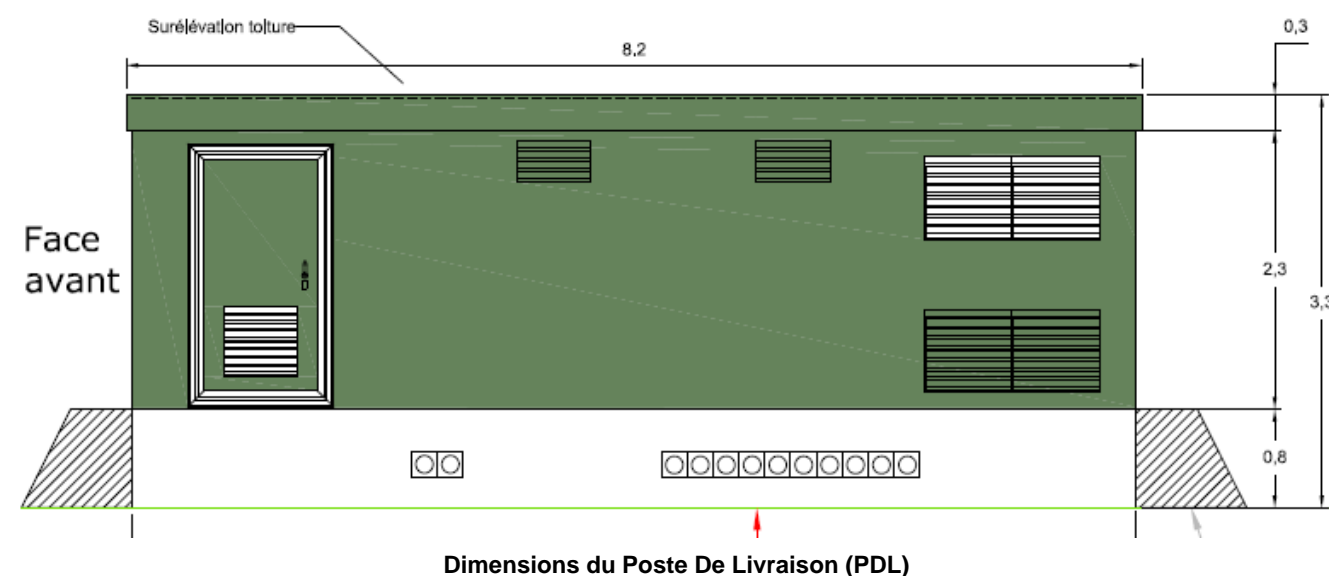 Surélévation toiture
0,3
8,2
Face
avant
2,3
3,3
0,8
Dimensions du Poste De Livraison (PDL)